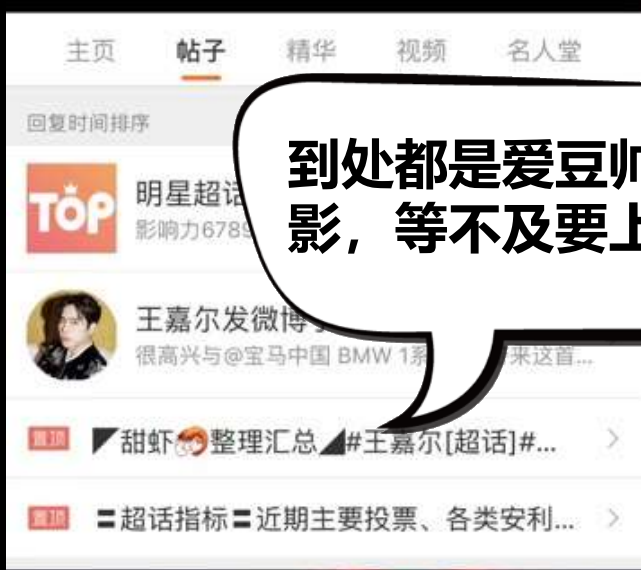 主页 帖子 精华 视频 名人堂
回复时间排序
到处都是爱豆
影，等不及要上
TOP
明星超话
影响力6789
王嘉尔发微博
很高兴与@宝马中国 BMW 1系 来这首...
置顶 ◤甜虾🦐整理汇总◢#王嘉尔[超话]#...
置顶 〓超话指标〓近期主要投票、各类安利...